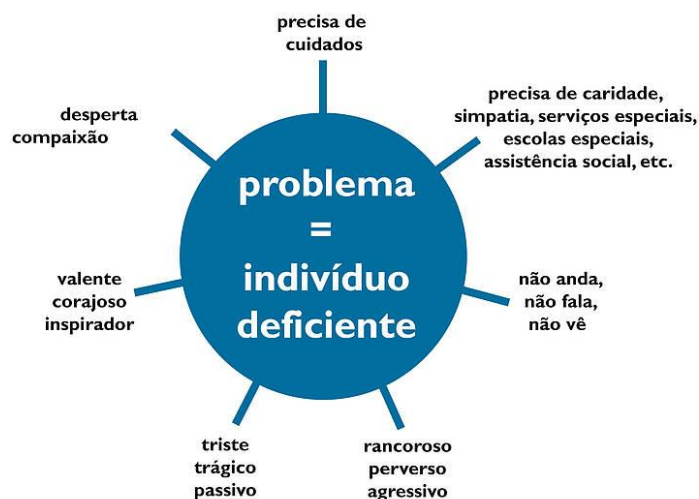 precisa de
cuidados
precisa de caridade,
simpatia, serviços especiais,
escolas especiais,
assistência social, etc.
desperta
compaixão
problema
=
indivíduo
deficiente
valente
corajoso
inspirador
não anda,
não fala,
não vê
triste
trágico
passivo
rancoroso
perverso
agressivo